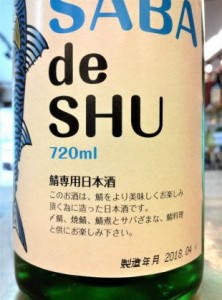 SABA
de
SHU
720ml
鯖専用日本酒
このお酒は、鯖をより美味しくお楽しみ
頂く為に造った日本酒です。
〆鯖、焼鯖、鯖煮とサバざまな、鯖料理
と供にお楽しみ下さい。
製造年月 2018.04